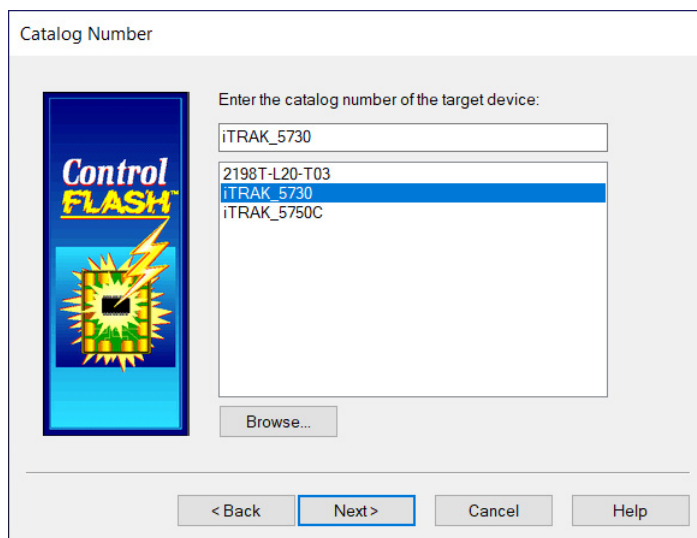 Catalog Number
Enter the catalog number of the target device:
iTRAK_5730
2198T-L20-T03
iTRAK_5730
iTRAK_5750C
Control
FLASH™
Browse...
< Back
Next >
Cancel
Help